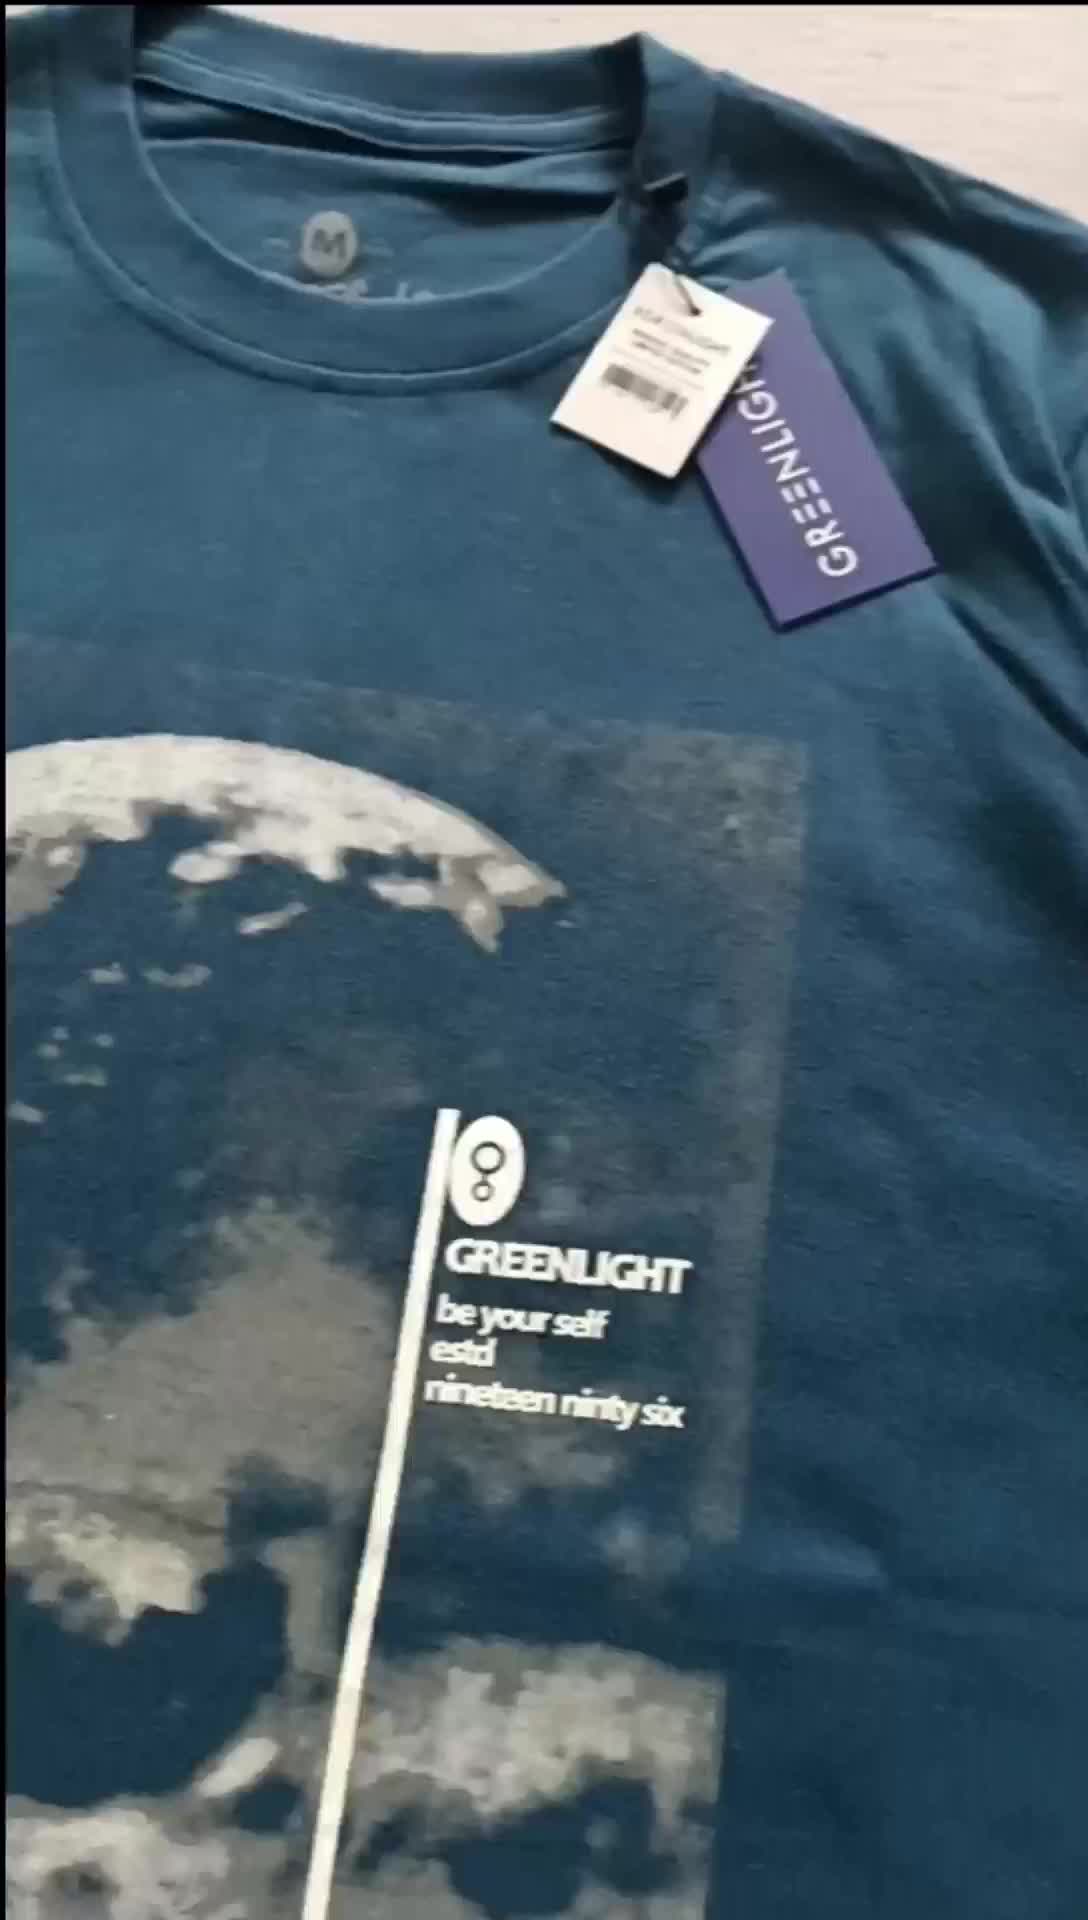 M
GREENLIGHT
GREENLIGHT
be your self
estd
nineteen ninty six